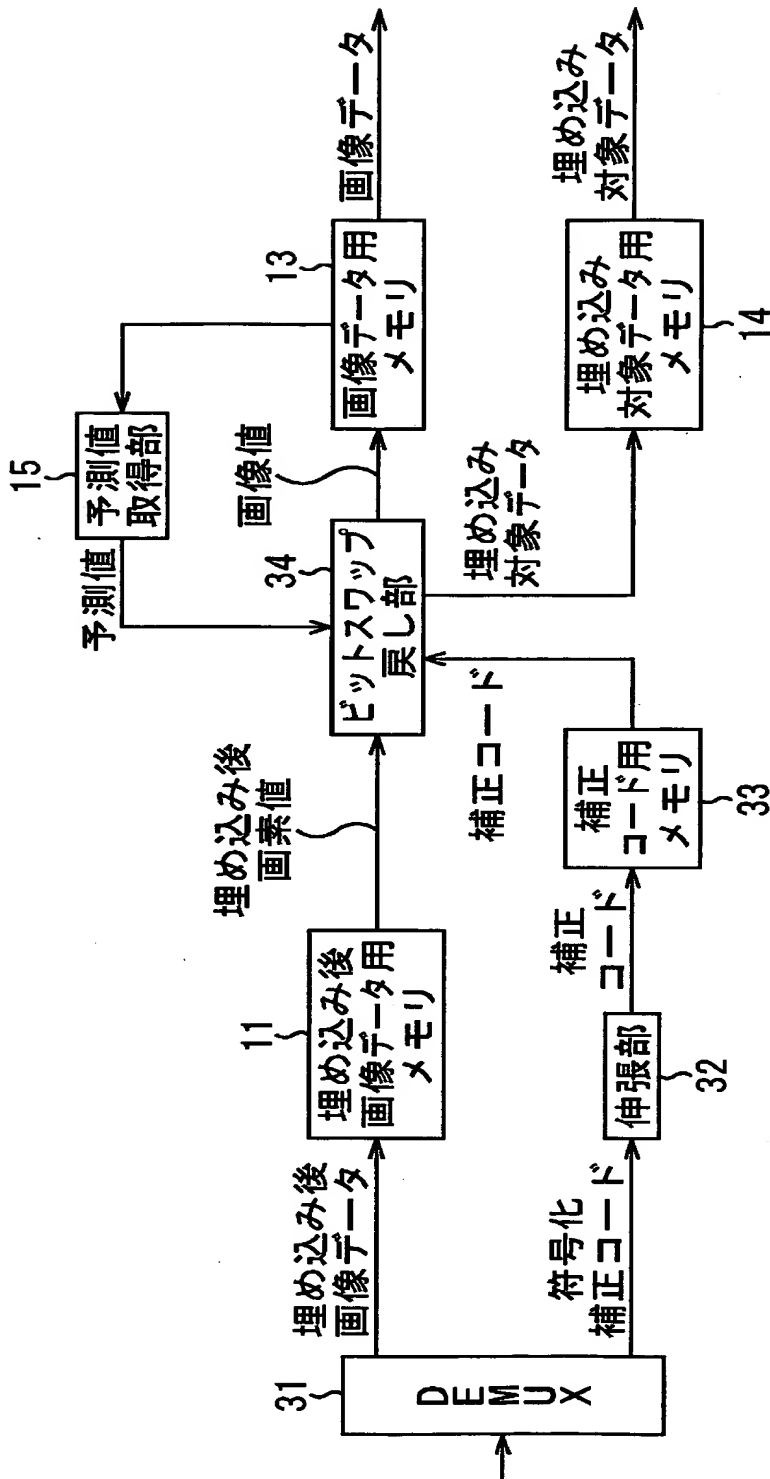 31
DEMUX
埋め込み後
画像データ
符号化
補正コード
11
埋め込み後
画像データ用
メモリ
伸張部
32
補正
コード
補正
コード用
メモリ
33
埋め込み後
画素値
補正コード
34
ビットスワップ
戻し部
予測値
15
予測値
取得部
画像値
埋め込み
対象データ
13
画像データ用
メモリ
埋め込み
対象データ用
メモリ
14
画像データ
埋め込み
対象データ